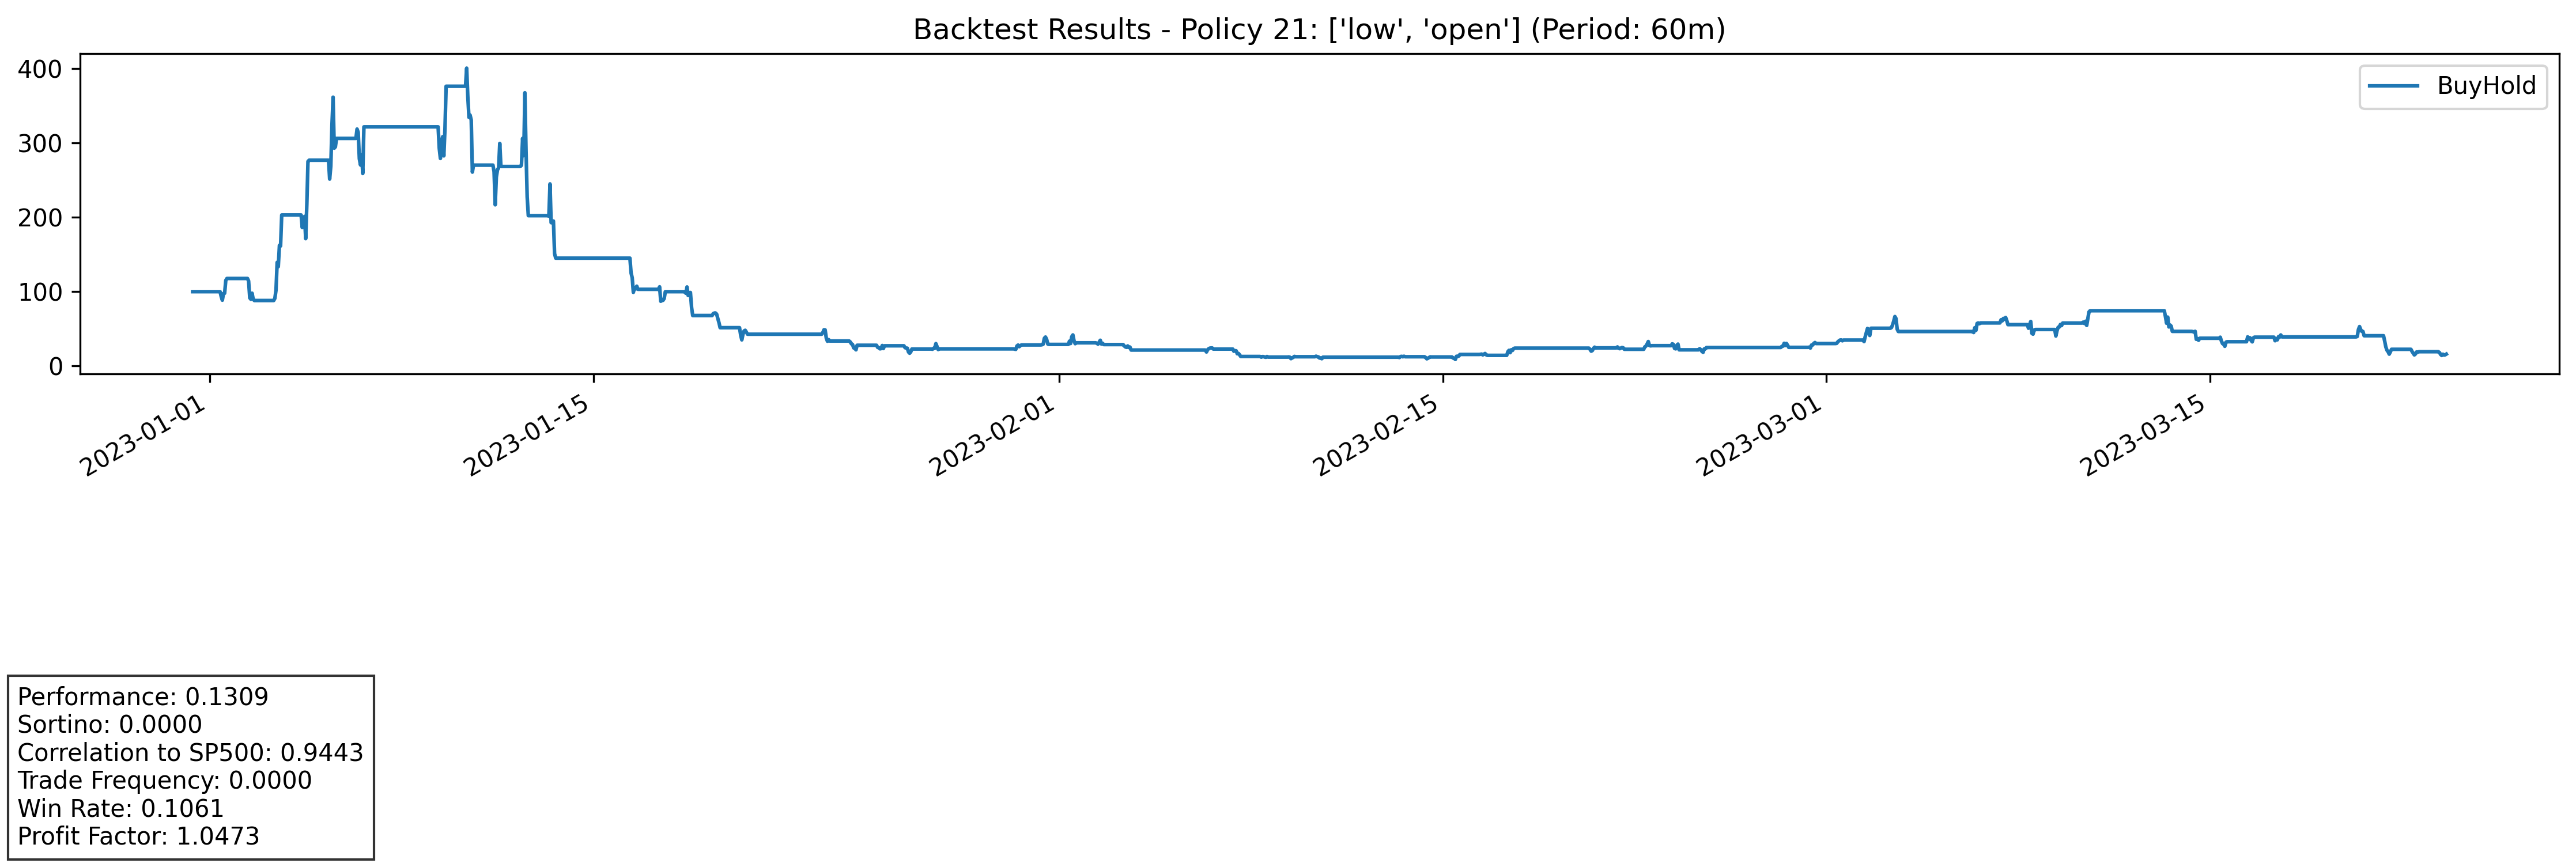 Backtest Results - Policy 21: ['low', 'open'] (Period: 60m)
BuyHold
400
300
200
100
0
2023-01-01
2023-01-15
2023-02-01
2023-02-15
2023-03-01
2023-03-15
Performance: 0.1309
Sortino: 0.0000
Correlation to SP500: 0.9443
Trade Frequency: 0.0000
Win Rate: 0.1061
Profit Factor: 1.0473